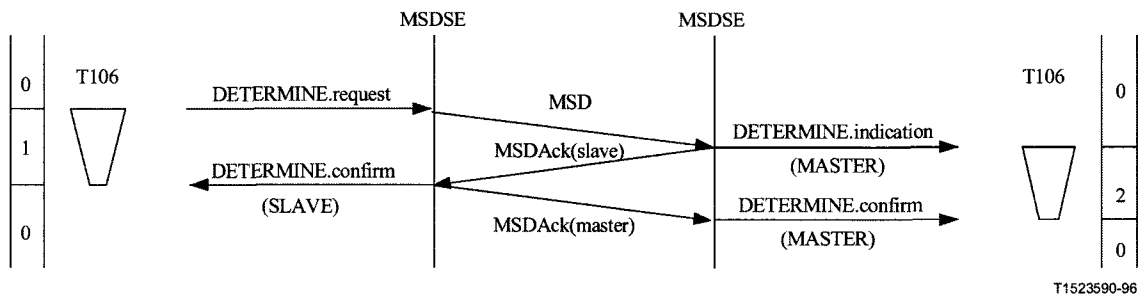 MSDSE MSDSE
T106 T106
0 0
DETERMINE.request MSD
DETERMINE.indication
1 MSDAck(slave)
(MASTER)
DETERMINE.confirm
2
(SLAVE) DETERMINE.confirm
MSDAck(master)
0 (MASTER) 0
T1523590-96